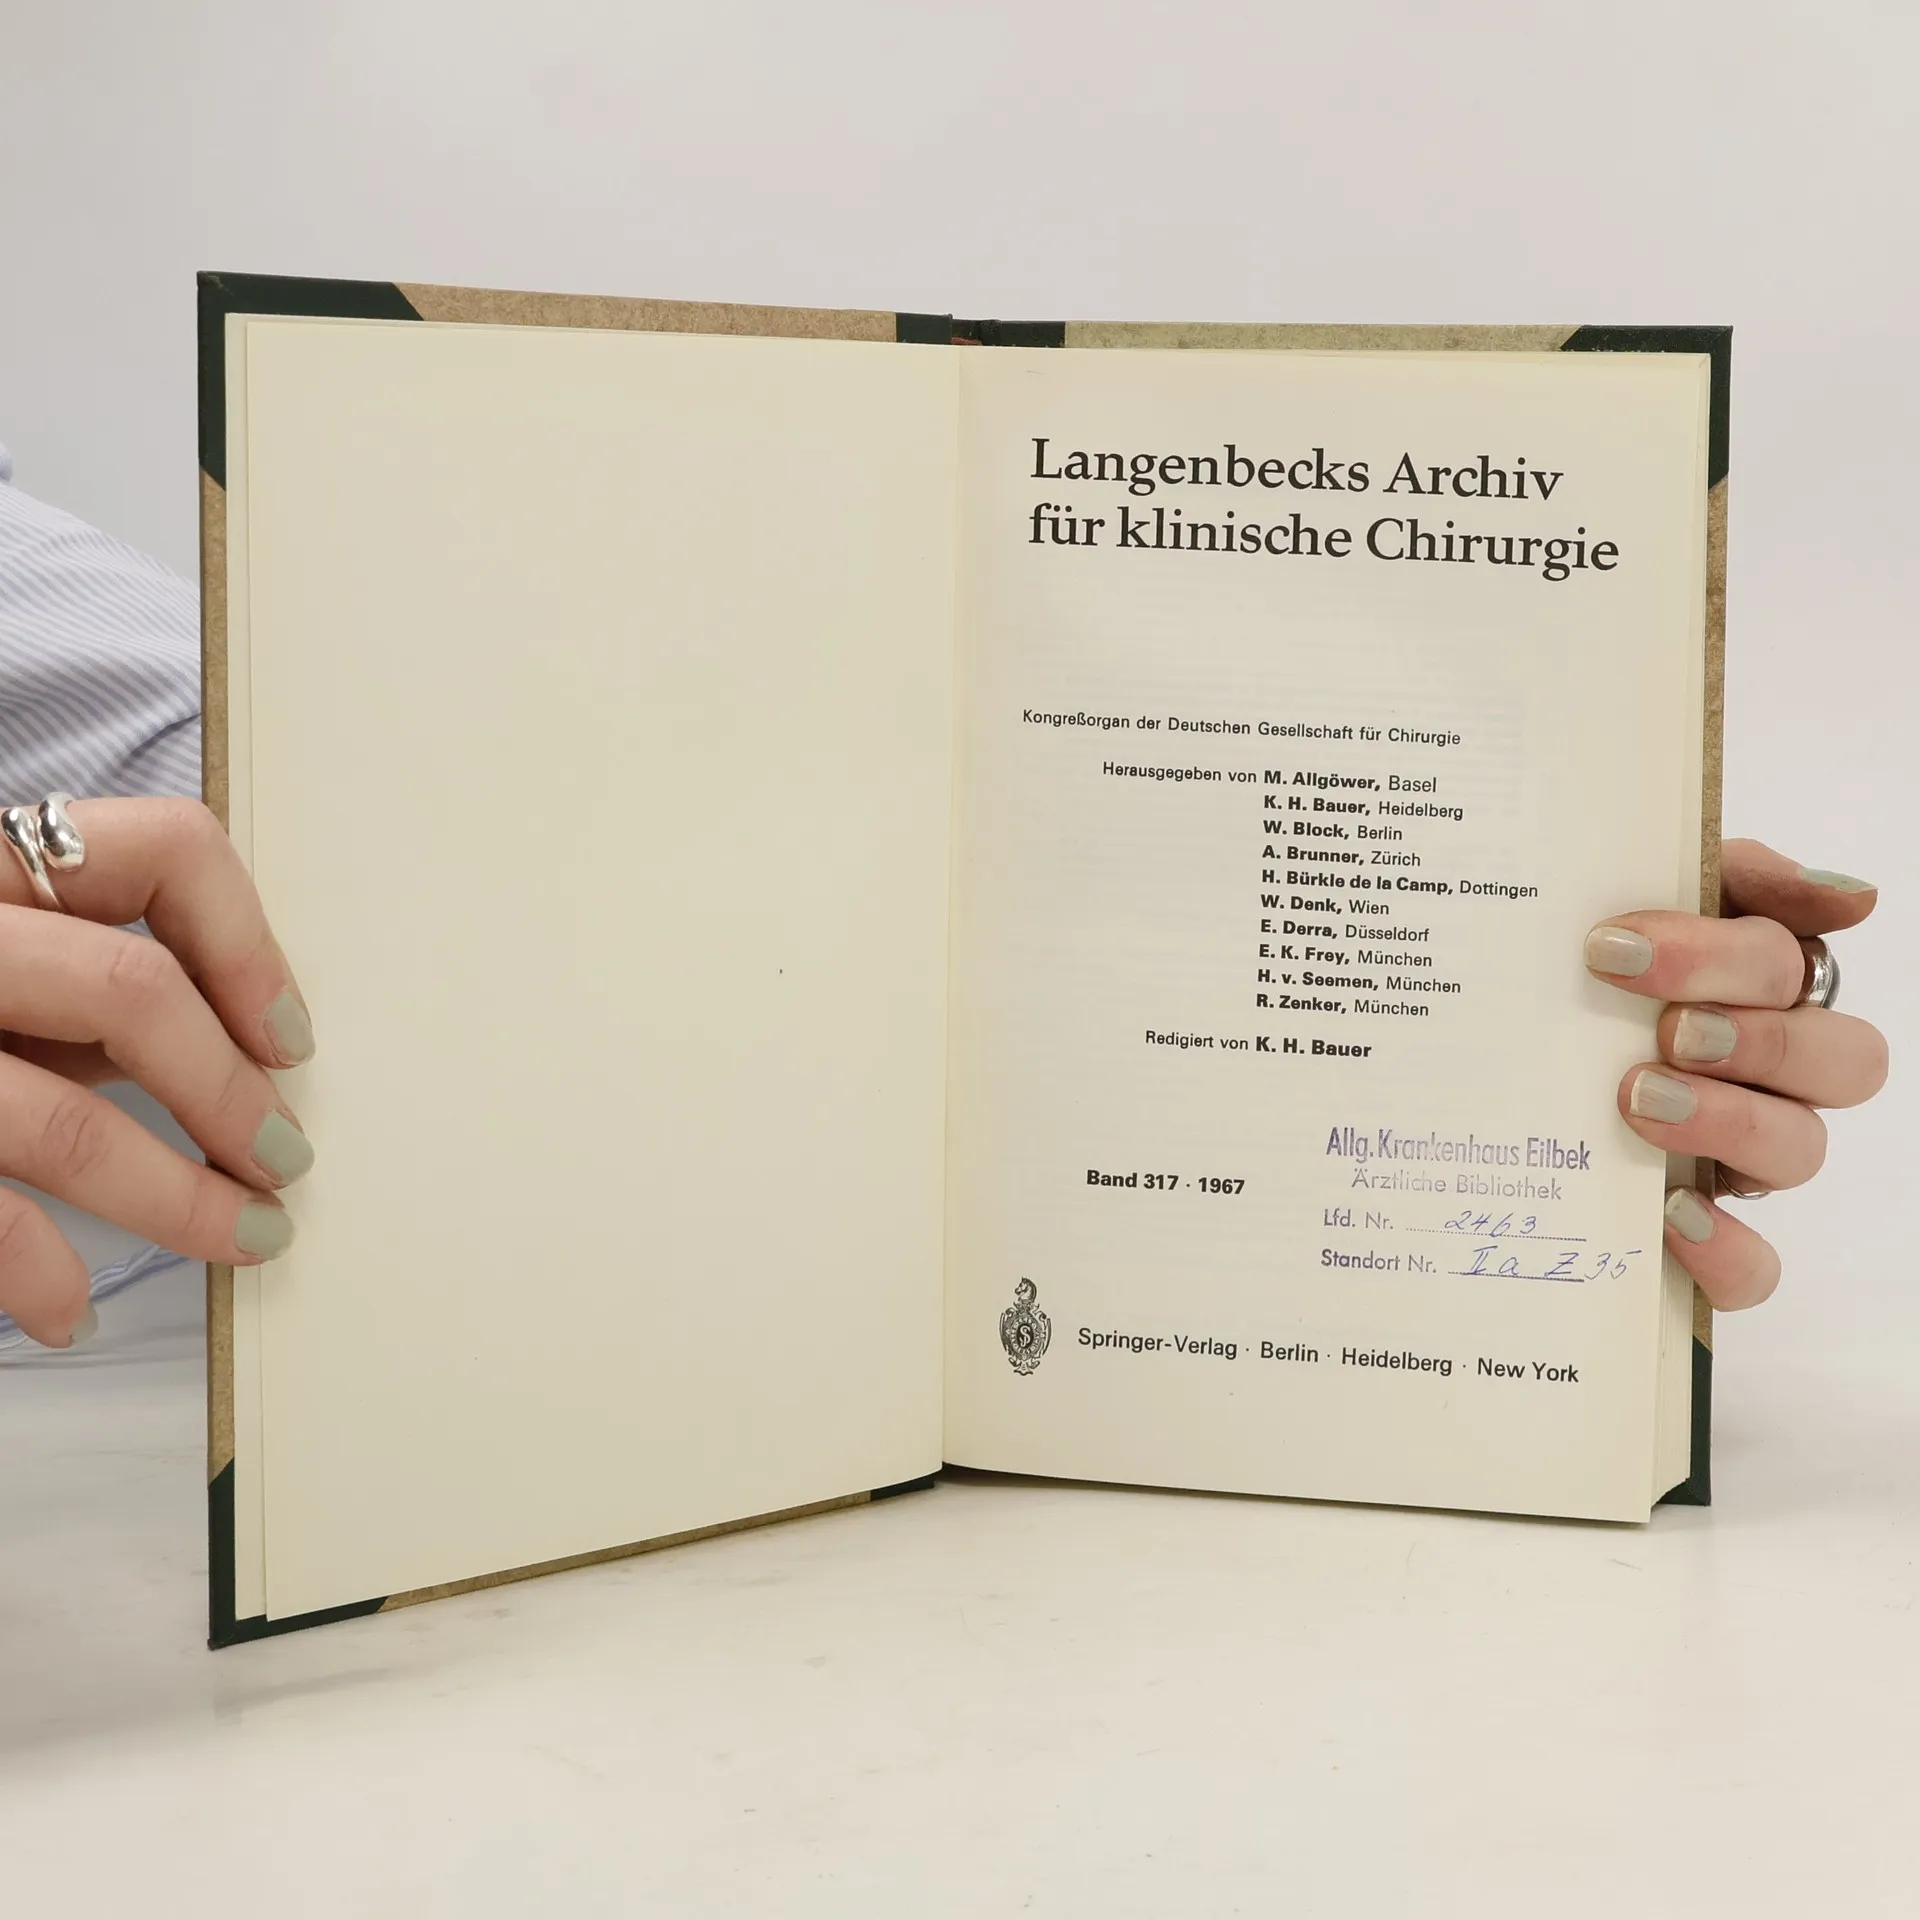 Langenbecks Archiv
für klinische Chirurgie
Kongreßorgan der Deutschen Gesellschaft für Chirurgie
Herausgegeben von M. Allgöwer, Basel
K. H. Bauer, Heidelberg
W. Block, Berlin
A. Brunner, Zürich
H. Bürkle de la Camp, Dottingen
W. Denk, Wien
E. Derra, Düsseldorf
E. K. Frey, München
H. v. Seemen, München
R. Zenker, München
Redigiert von K. H. Bauer
Band 317 · 1967
Allg. Krankenhaus Eilbek
Ärztliche Bibliothek
Lfd. Nr. 2463
Standort Nr. II a Z 35
Springer-Verlag · Berlin · Heidelberg · New York